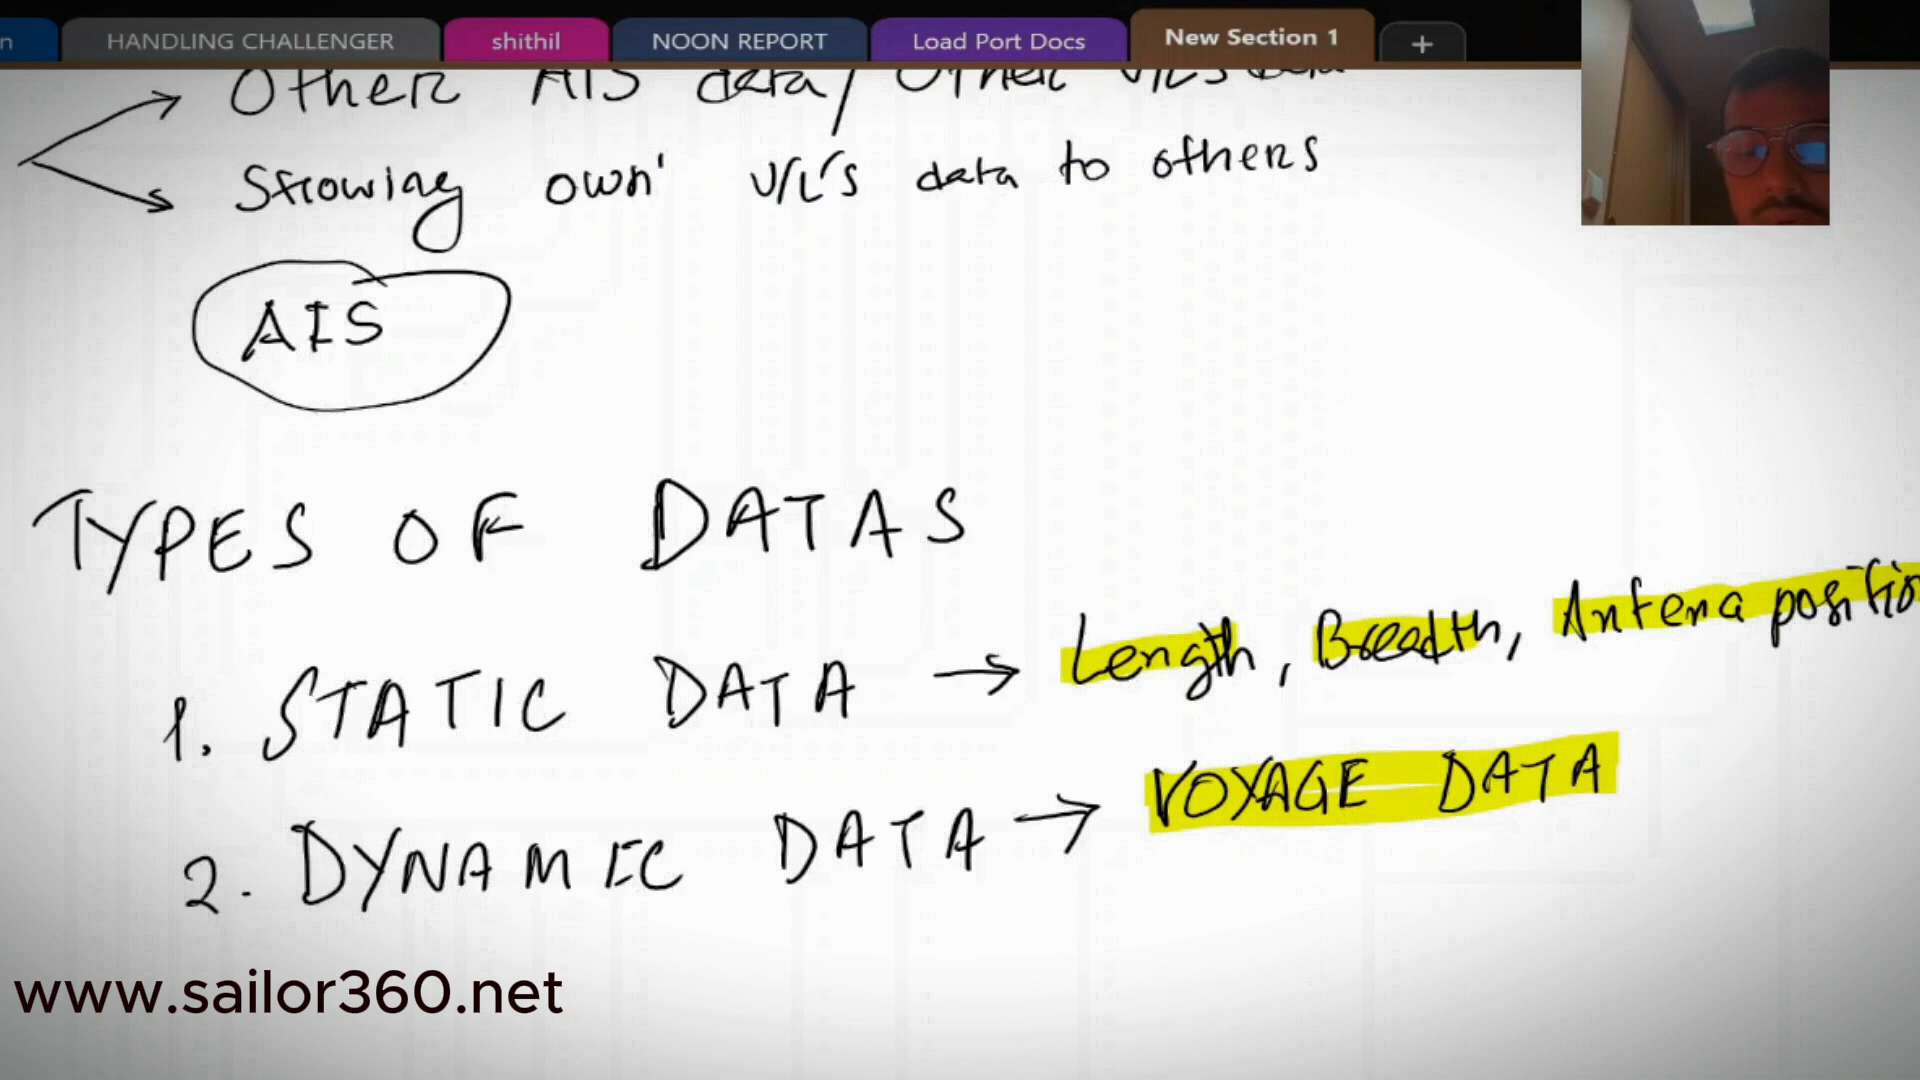 n HANDLING CHALLENGER shithil NOON REPORT Load Port Docs New Section 1 +
Other AIS data/ Other V/L's Data
Showing own' V/L's data to others
AIS
TYPES OF DATAS
1. STATIC DATA → Length, Breadth, Antena positio
2. DYNAMIC DATA → VOYAGE DATA
www.sailor360.net